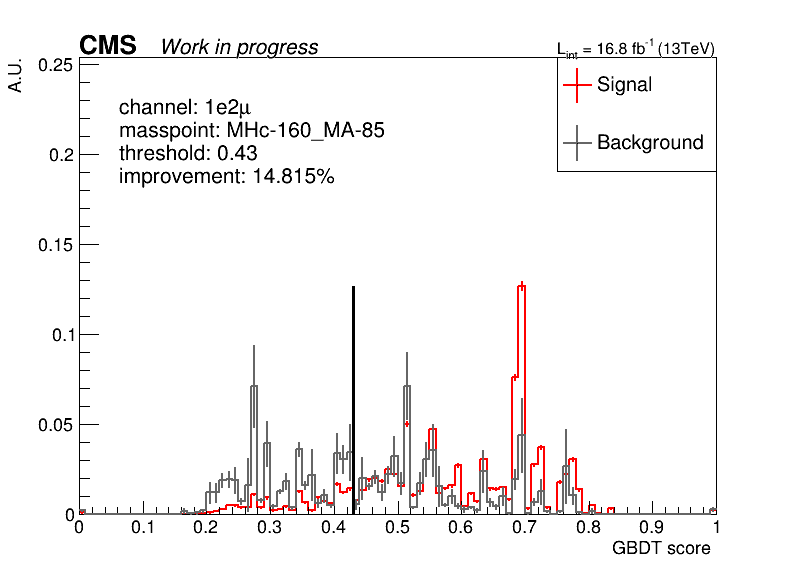 CMS Work in progress
L_int = 16.8 fb^-1 (13TeV)
A.U.
Signal
Background
channel: 1e2μ
masspoint: MHc-160_MA-85
threshold: 0.43
improvement: 14.815%
0.25
0.2
0.15
0.1
0.05
0
0 0.1 0.2 0.3 0.4 0.5 0.6 0.7 0.8 0.9 1
GBDT score